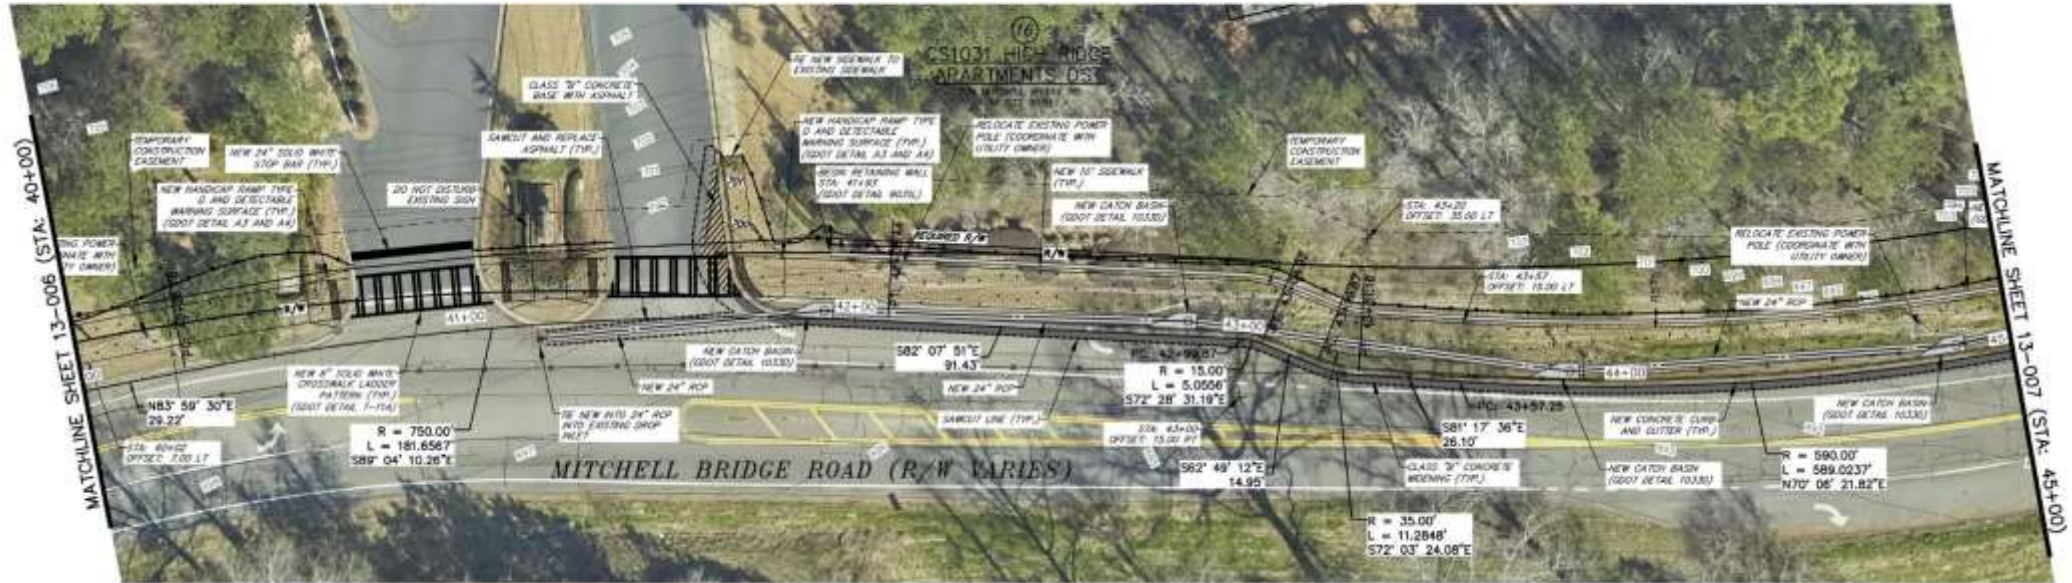 MATCHLINE SHEET 13-006 (STA: 40+00)
16
CS1031 HIGH RIDGE
APARTMENTS DS
TEMPORARY
CONSTRUCTION
EASEMENT
NEW 24" SOLID WHITE
STOP BAR (TYP.)
NEW HANDICAP RAMP TYPE
D AND DETECTABLE
WARNING SURFACE (TYP.)
(GDOT DETAIL A3 AND A4)
DO NOT DISTURB
EXISTING SIGN
SAWCUT AND REPLACE
ASPHALT (TYP.)
CLASS "B" CONCRETE
BASE WITH ASPHALT
TIE NEW SIDEWALK TO
EXISTING SIDEWALK
NEW HANDICAP RAMP TYPE
D AND DETECTABLE
WARNING SURFACE (TYP.)
(GDOT DETAIL A3 AND A4)
BEGIN RETAINING WALL
STA: 41+93
RELOCATE EXISTING POWER
POLE (COORDINATE WITH
UTILITY OWNER)
NEW 10' SIDEWALK
(TYP.)
NEW CATCH BASIN
(GDOT DETAIL 1033D)
TEMPORARY
CONSTRUCTION
EASEMENT
STA: 43+20
OFFSET: 35.00 LT
RELOCATE EXISTING POWER
POLE (COORDINATE WITH
UTILITY OWNER)
STA: 43+57
OFFSET: 15.00 LT
NEW 24" RCP
REQUIRED R/W
R/W
R/W
41+00
42+00
43+00
44+00
N83° 59' 30"E
29.22'
STA: 40+02
OFFSET: 7.00 LT
NEW 8" SOLID WHITE
CROSSWALK LADDER
PATTERN (TYP.)
(GDOT DETAIL T-11A)
R = 750.00'
L = 181.6567'
S89° 04' 10.26"E
TIE NEW INTO 24" RCP
INTO EXISTING DROP
INLET
NEW 24" RCP
NEW CATCH BASIN
(GDOT DETAIL 1033D)
S82° 07' 51"E
91.43'
NEW 24" RCP
SAWCUT LINE (TYP.)
PC: 42+99.87
R = 15.00'
L = 5.0556'
S72° 28' 31.19"E
STA: 43+00
OFFSET: 15.00 RT
S62° 49' 12"E
14.95'
R = 35.00'
L = 11.2848'
S72° 03' 24.08"E
S81° 17' 36"E
26.10'
PC: 43+57.25
CLASS "B" CONCRETE
WIDENING (TYP.)
NEW CONCRETE CURB
AND GUTTER (TYP.)
NEW CATCH BASIN
(GDOT DETAIL 1033D)
NEW CATCH BASIN
(GDOT DETAIL 1033D)
R = 590.00'
L = 589.0237'
N70° 06' 21.82"E
MITCHELL BRIDGE ROAD (R/W VARIES)
MATCHLINE SHEET 13-007 (STA: 45+00)